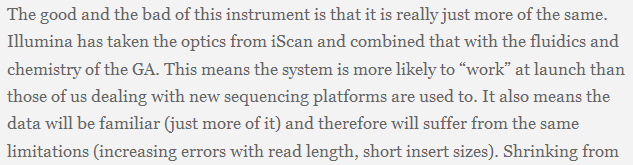 The good and the bad of this instrument is that it is really just more of the same.
Illumina has taken the optics from iScan and combined that with the fluidics and
chemistry of the GA. This means the system is more likely to “work” at launch than
those of us dealing with new sequencing platforms are used to. It also means the
data will be familiar (just more of it) and therefore will suffer from the same
limitations (increasing errors with read length, short insert sizes). Shrinking from